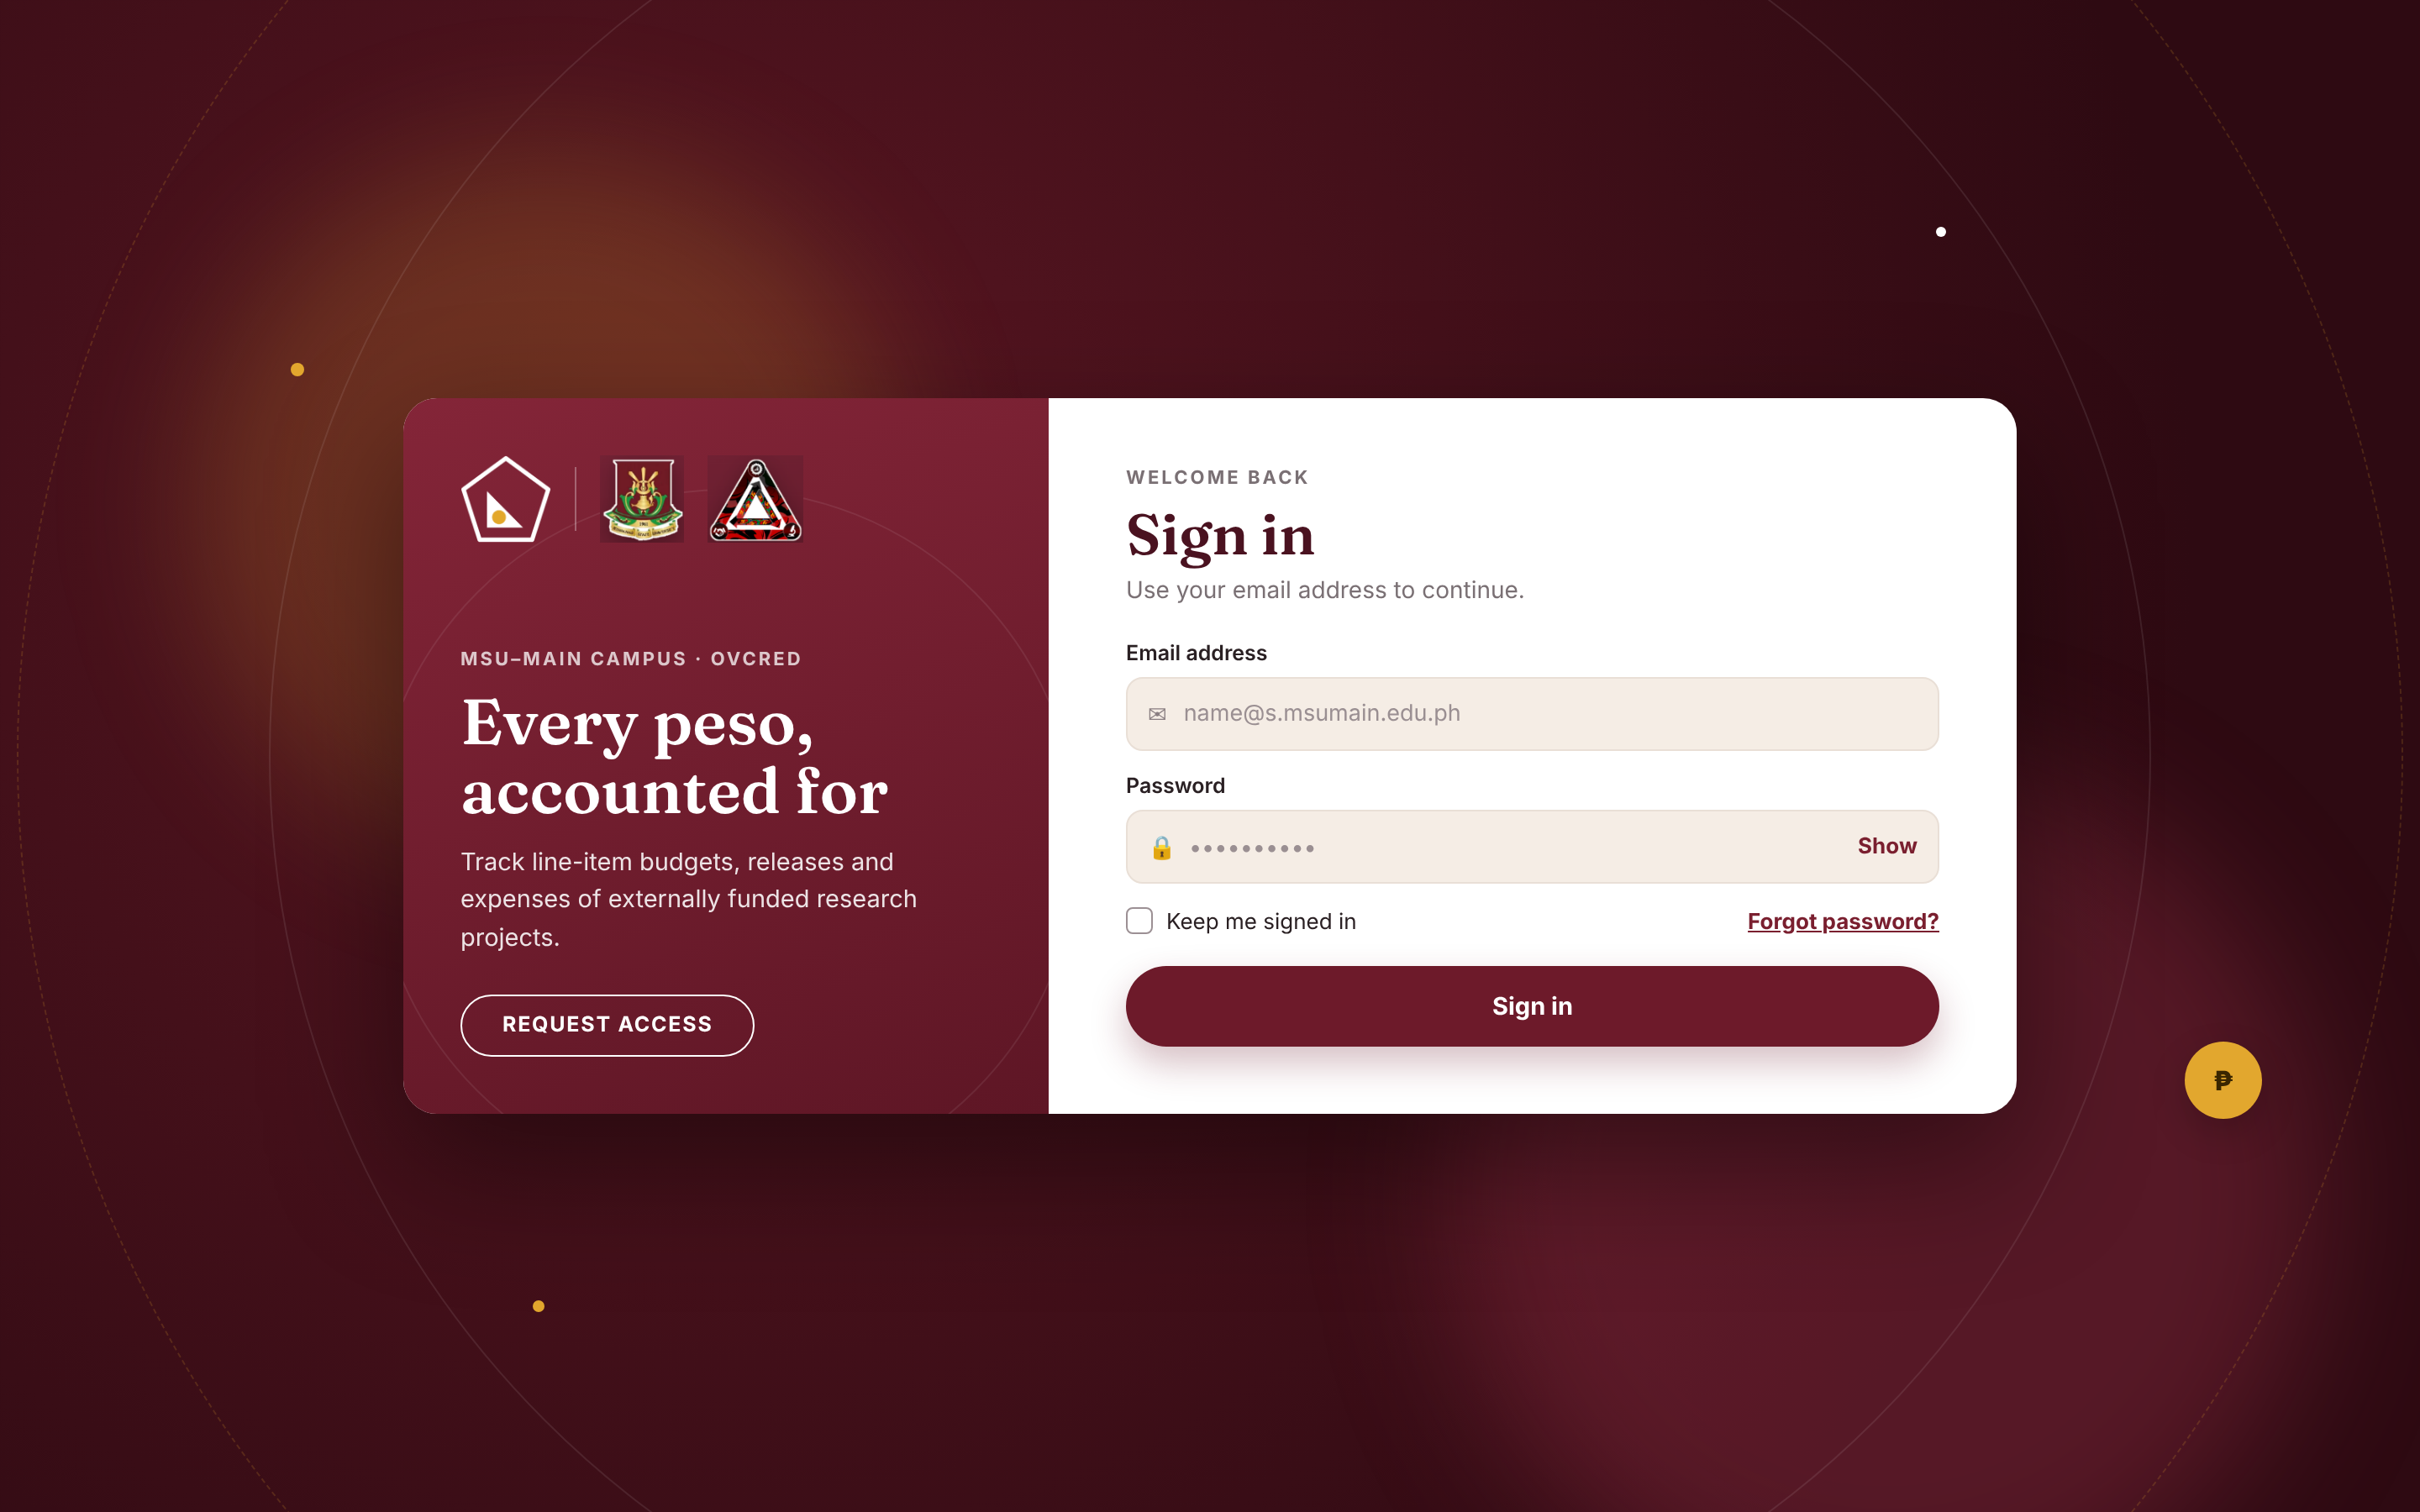 MSU–MAIN CAMPUS · OVCRED
Every peso,
accounted for
Track line-item budgets, releases and
expenses of externally funded research
projects.
REQUEST ACCESS
WELCOME BACK
Sign in
Use your email address to continue.
Email address
name@s.msumain.edu.ph
Password
••••••••••
Show
Keep me signed in
Forgot password?
Sign in
₱